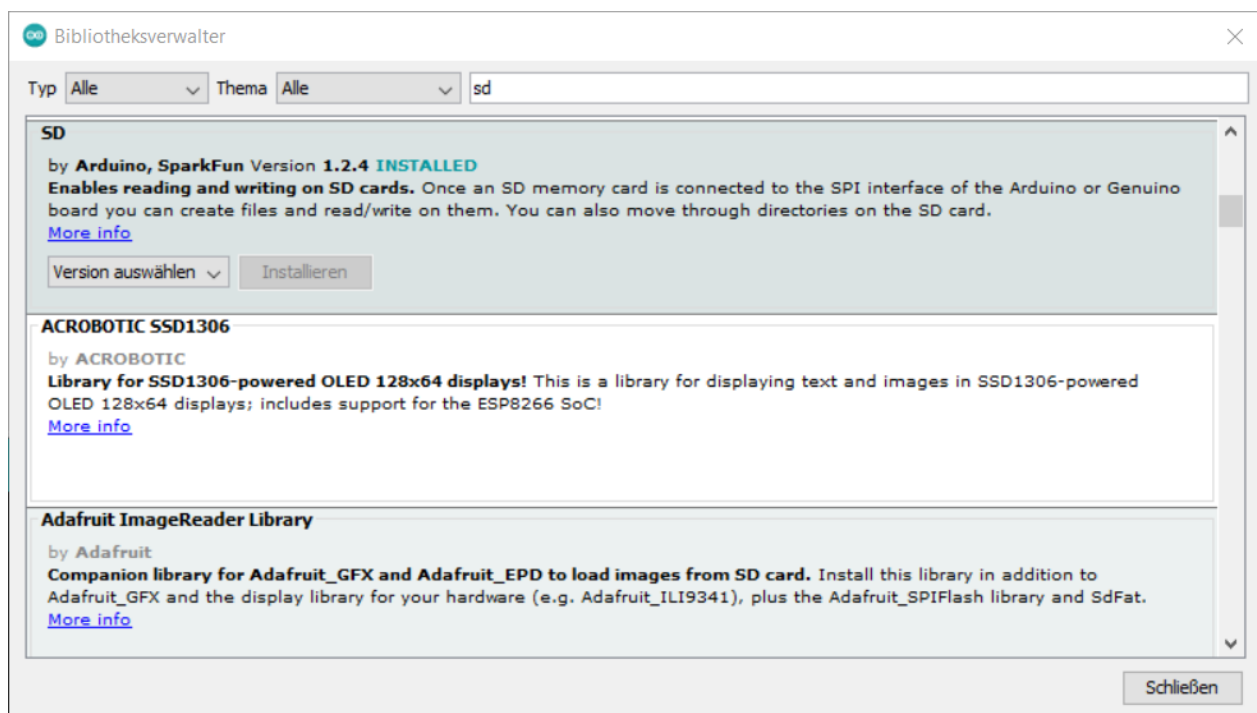 Bibliotheksverwalter
Typ Alle Thema Alle sd
SD
by Arduino, SparkFun Version 1.2.4 INSTALLED
Enables reading and writing on SD cards. Once an SD memory card is connected to the SPI interface of the Arduino or Genuino
board you can create files and read/write on them. You can also move through directories on the SD card.
More info
Version auswählen Installieren
ACROBOTIC SSD1306
by ACROBOTIC
Library for SSD1306-powered OLED 128x64 displays! This is a library for displaying text and images in SSD1306-powered
OLED 128x64 displays; includes support for the ESP8266 SoC!
More info
Adafruit ImageReader Library
by Adafruit
Companion library for Adafruit_GFX and Adafruit_EPD to load images from SD card. Install this library in addition to
Adafruit_GFX and the display library for your hardware (e.g. Adafruit_ILI9341), plus the Adafruit_SPIFlash library and SdFat.
More info
Schließen